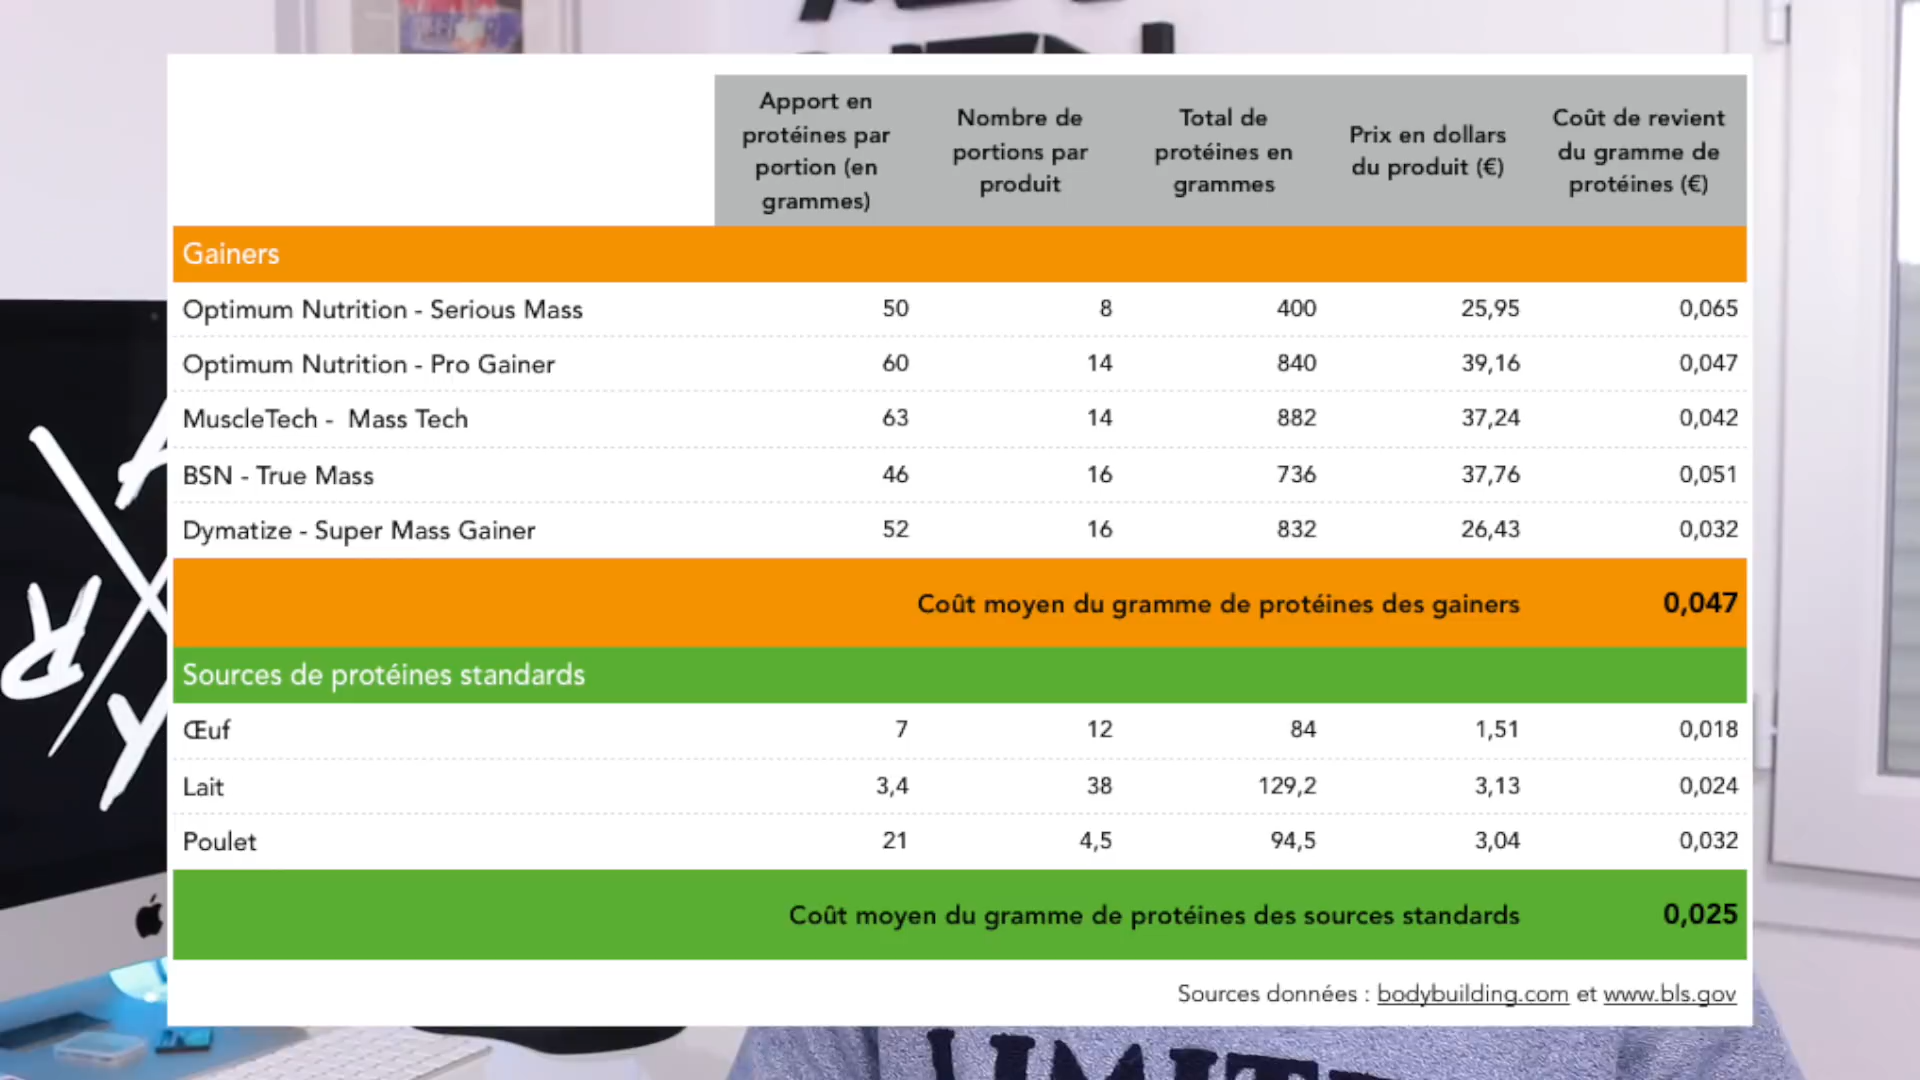 Apport en
protéines par
portion (en
grammes)
Nombre de
portions par
produit
Total de
protéines en
grammes
Prix en dollars
du produit (€)
Coût de revient
du gramme de
protéines (€)
Gainers
Optimum Nutrition - Serious Mass 50 8 400 25,95 0,065
Optimum Nutrition - Pro Gainer 60 14 840 39,16 0,047
MuscleTech - Mass Tech 63 14 882 37,24 0,042
BSN - True Mass 46 16 736 37,76 0,051
Dymatize - Super Mass Gainer 52 16 832 26,43 0,032
Coût moyen du gramme de protéines des gainers 0,047
Sources de protéines standards
Œuf 7 12 84 1,51 0,018
Lait 3,4 38 129,2 3,13 0,024
Poulet 21 4,5 94,5 3,04 0,032
Coût moyen du gramme de protéines des sources standards 0,025
Sources données : bodybuilding.com et www.bls.gov